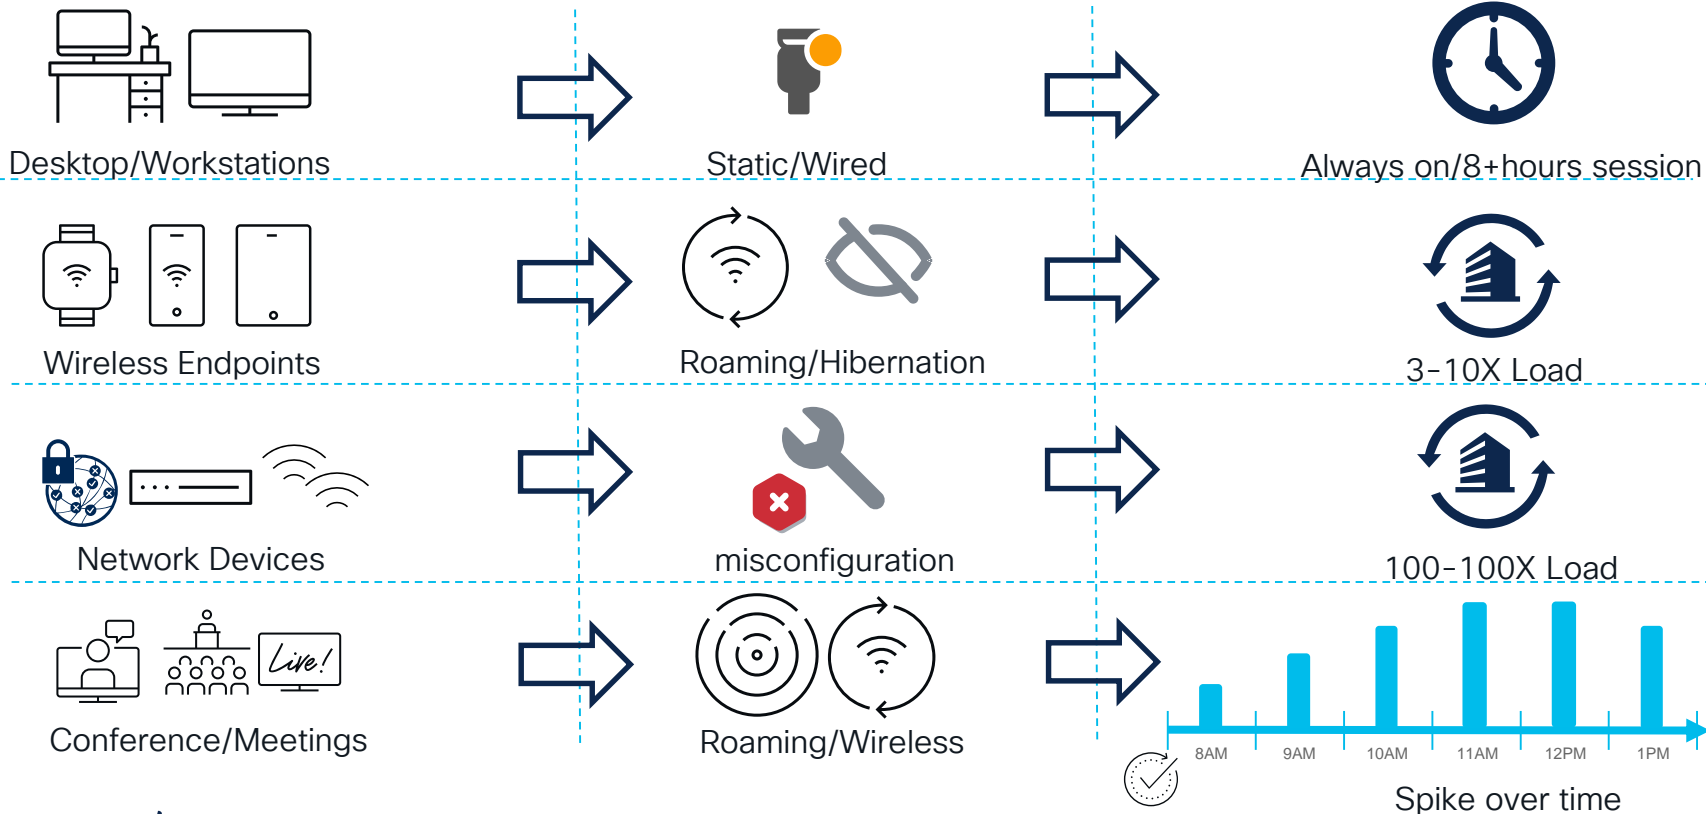 Desktop/Workstations
Static/Wired
Always on/8+hours session
Wireless Endpoints
Roaming/Hibernation
3-10X Load
Network Devices
misconfiguration
100-100X Load
Live!
Conference/Meetings
Roaming/Wireless
8AM 9AM 10AM 11AM 12PM 1PM
Spike over time